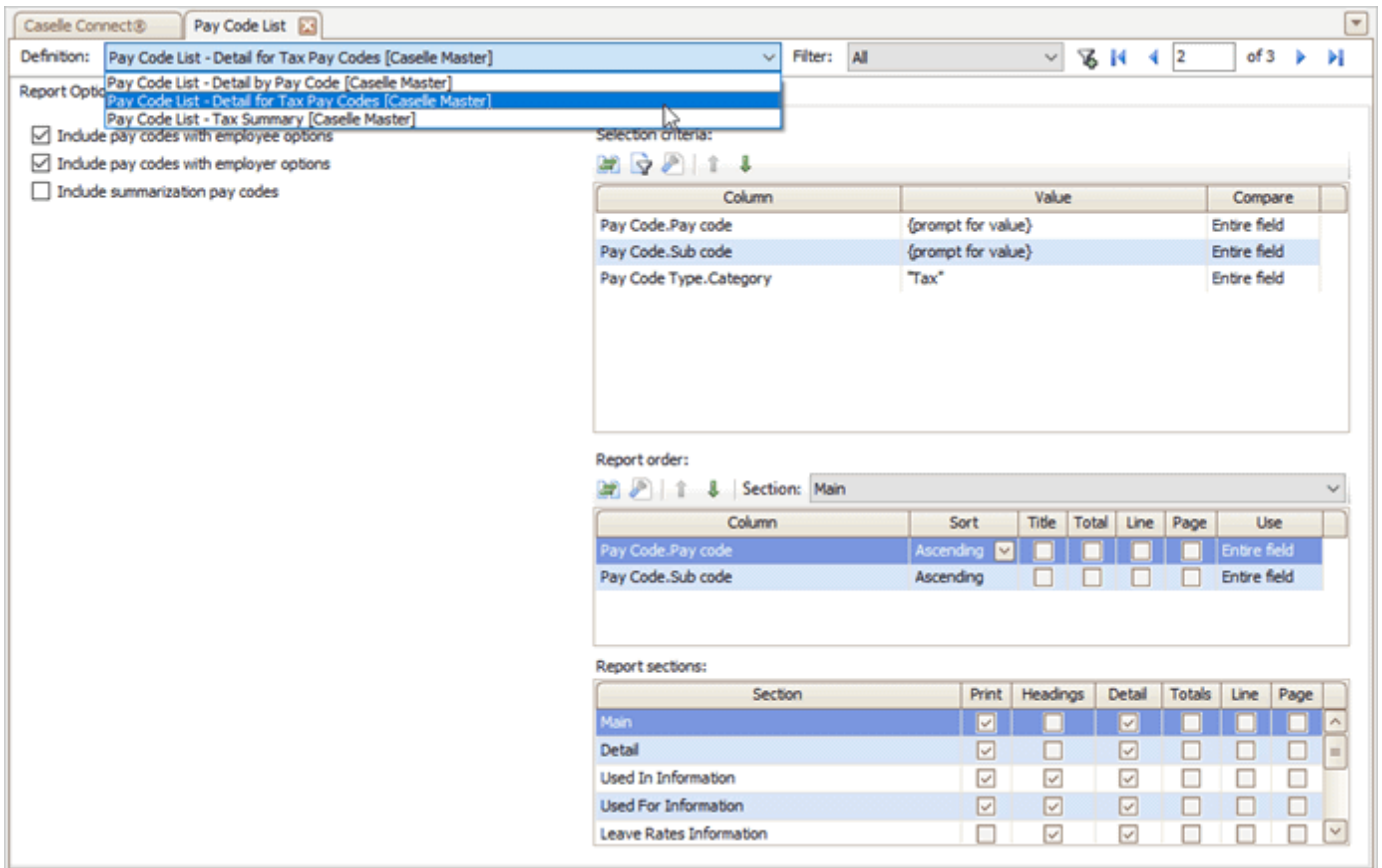 Caselle Connect® Pay Code List
Definition: Pay Code List - Detail for Tax Pay Codes [Caselle Master] Filter: All 2 of 3
Pay Code List - Detail by Pay Code [Caselle Master]
Report Optio
Pay Code List - Detail for Tax Pay Codes [Caselle Master]
Pay Code List - Tax Summary [Caselle Master]
Include pay codes with employee options
Include pay codes with employer options
Include summarization pay codes
Selection criteria:
Column Value Compare
Pay Code.Pay code {prompt for value} Entire field
Pay Code.Sub code {prompt for value} Entire field
Pay Code Type.Category "Tax" Entire field
Report order:
Section: Main
Column Sort Title Total Line Page Use
Pay Code.Pay code Ascending Entire field
Pay Code.Sub code Ascending Entire field
Report sections:
Section Print Headings Detail Totals Line Page
Main
Detail
Used In Information
Used For Information
Leave Rates Information